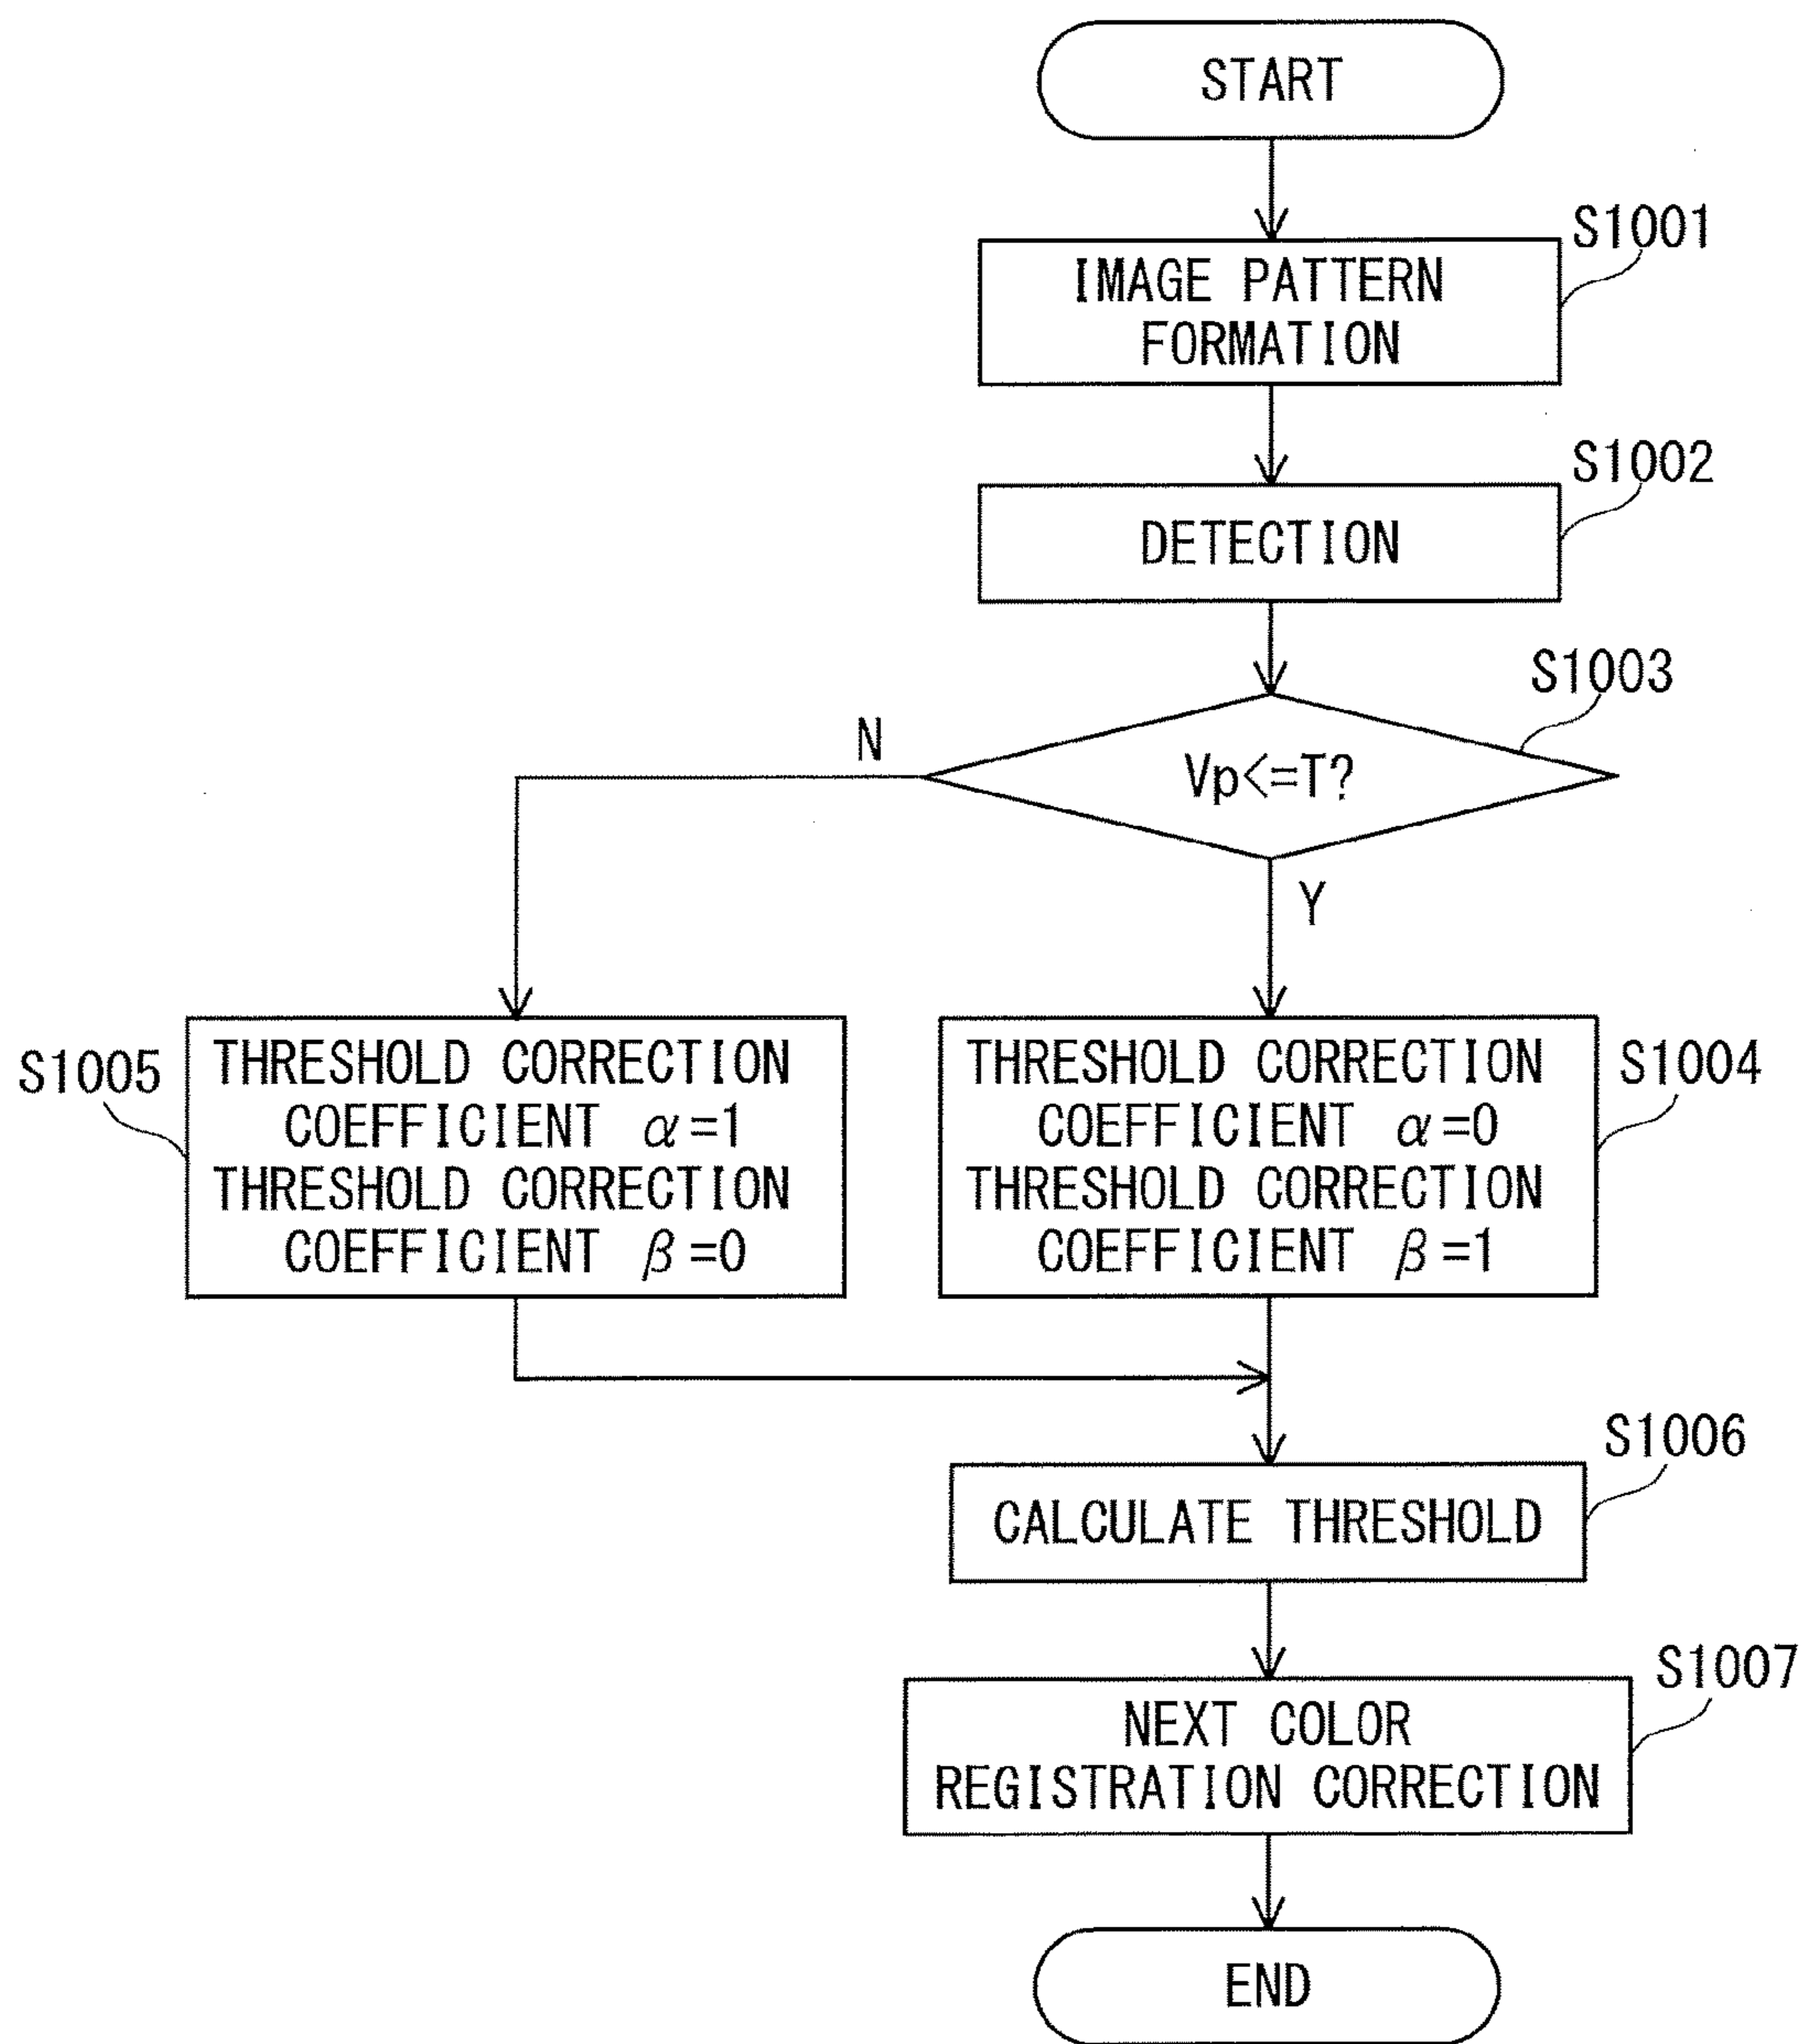 START
S1001
IMAGE PATTERN
FORMATION
S1002
DETECTION
S1003
Vp<=T?
N
Y
S1005
THRESHOLD CORRECTION
COEFFICIENT α=1
THRESHOLD CORRECTION
COEFFICIENT β=0
S1004
THRESHOLD CORRECTION
COEFFICIENT α=0
THRESHOLD CORRECTION
COEFFICIENT β=1
S1006
CALCULATE THRESHOLD
S1007
NEXT COLOR
REGISTRATION CORRECTION
END